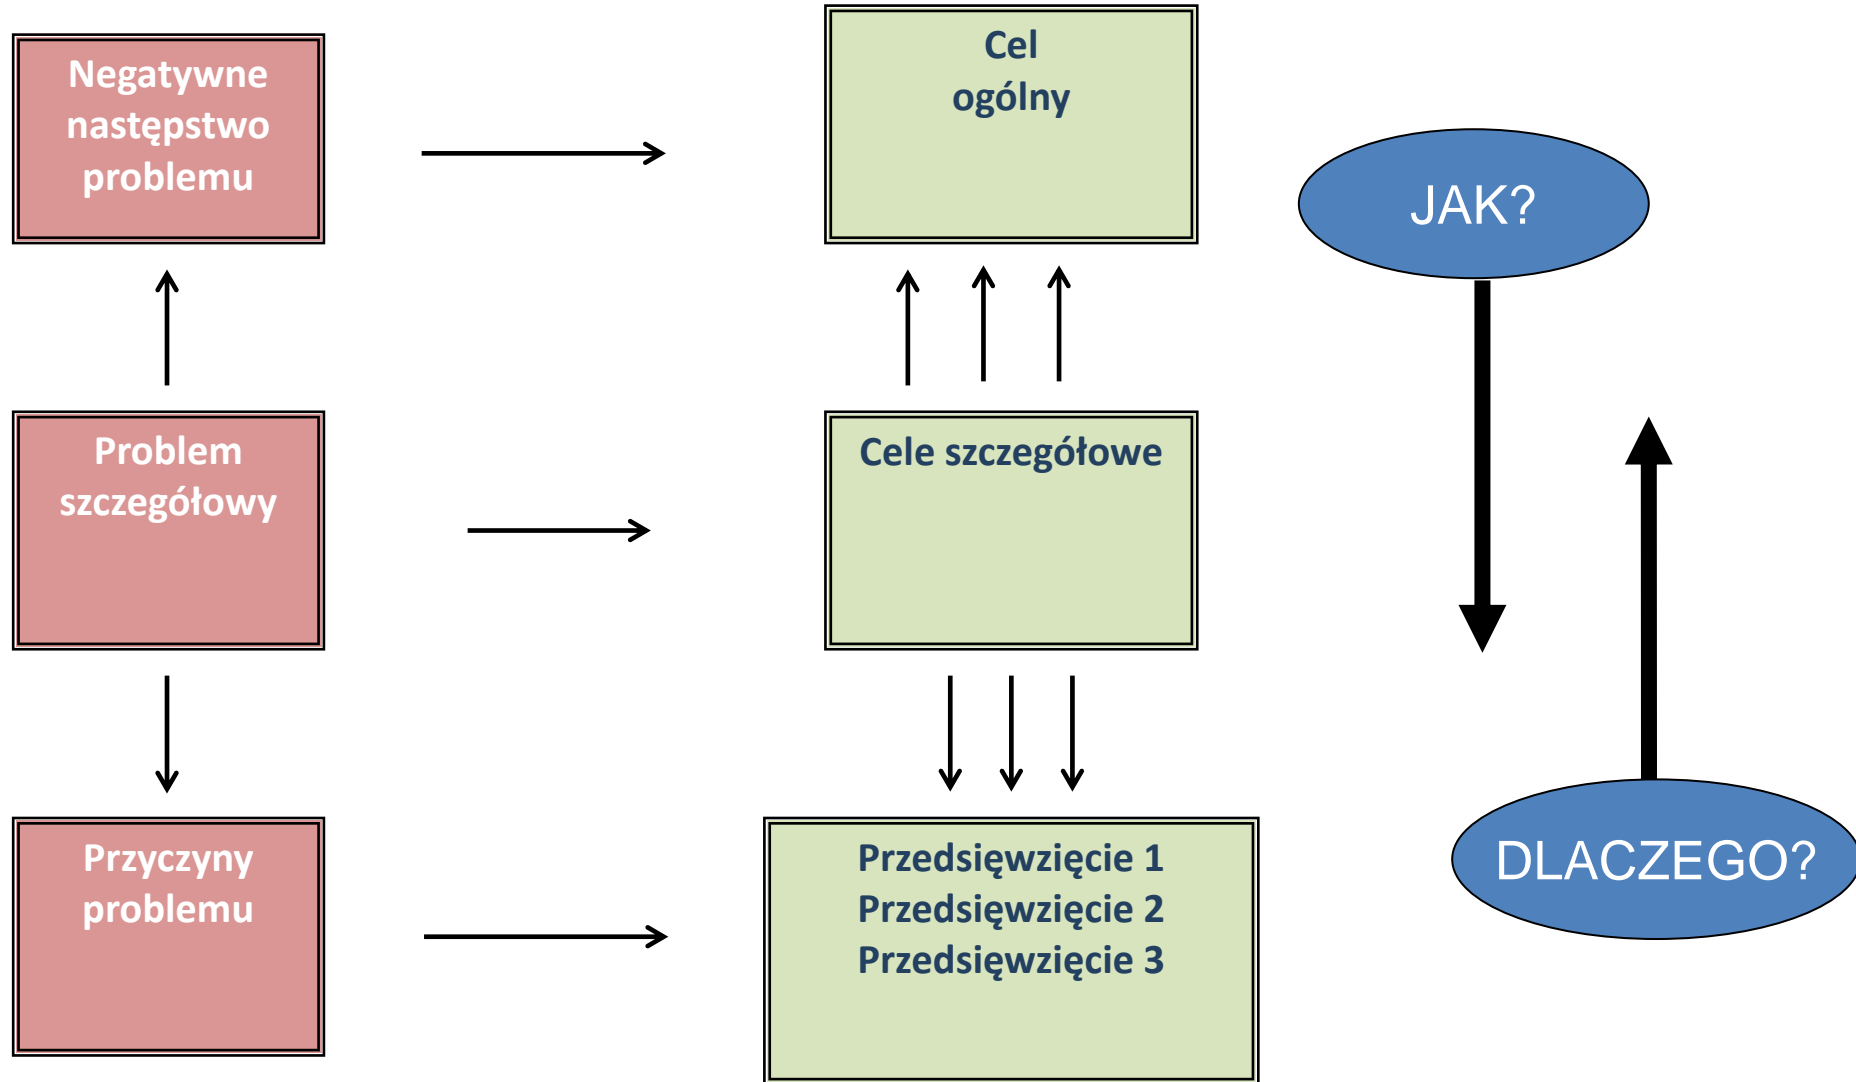 Negatywne
następstwo
problemu
Cel
ogólny
JAK?
Problem
szczegółowy
Cele szczegółowe
Przyczyny
problemu
Przedsięwzięcie 1
Przedsięwzięcie 2
Przedsięwzięcie 3
DLACZEGO?